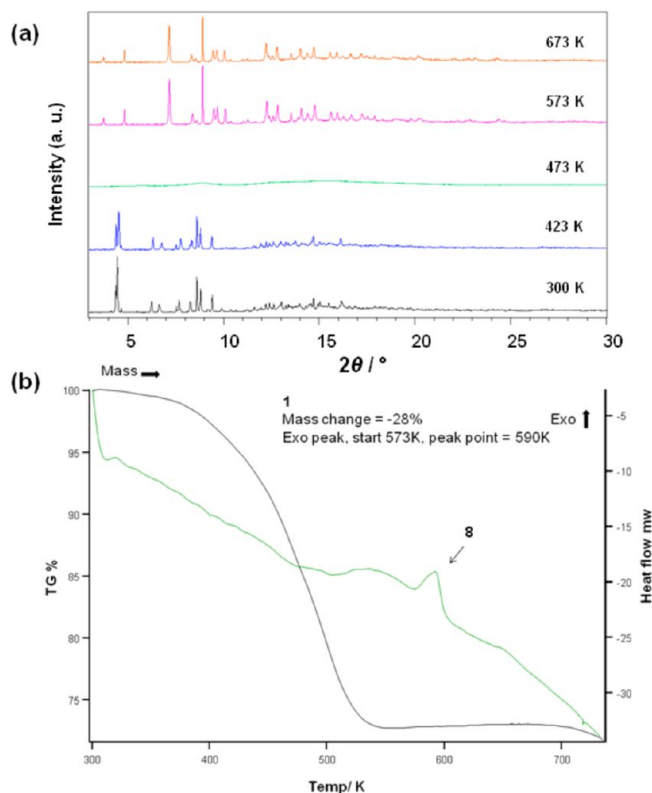 (a)
Intensity (a. u.)
673 K
573 K
473 K
423 K
300 K
5 10 15 20 25 30
2θ / °
(b)
Mass
1
Mass change = -28%
Exo peak, start 573K, peak point = 590K
Exo
8
TG %
100
95
90
85
80
75
Heat flow mw
-5
-10
-15
-20
-25
-30
300 400 500 600 700
Temp/ K